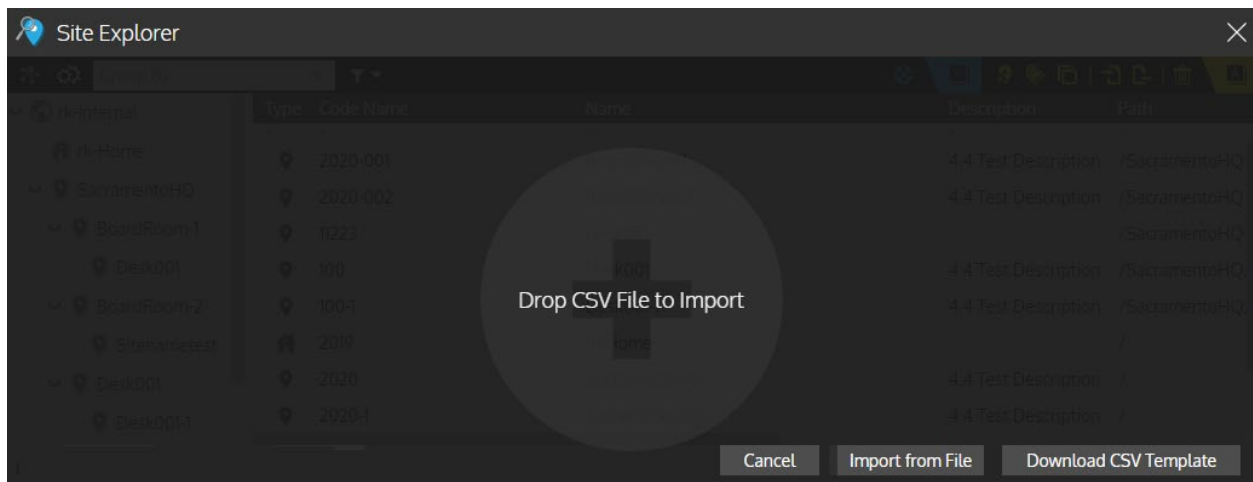 Site Explorer
rk-Internal
Type Code Name Name Description Path
rk-Home
2020-001 4.4 Test Description /SacramentoHQ
SacramentoHQ
2020-002 4.4 Test Description /SacramentoHQ
BoardRoom-1
11223 /SacramentoHQ
Desk001
100 4.4 Test Description /SacramentoHQ
Drop CSV File to Import
BoardRoom-2
100-1 4.4 Test Description /SacramentoHQ
Sitenametest
2019 /
Desk001
2020 4.4 Test Description /
Desk001-1
2020-1 4.4 Test Description /
Cancel Import from File Download CSV Template